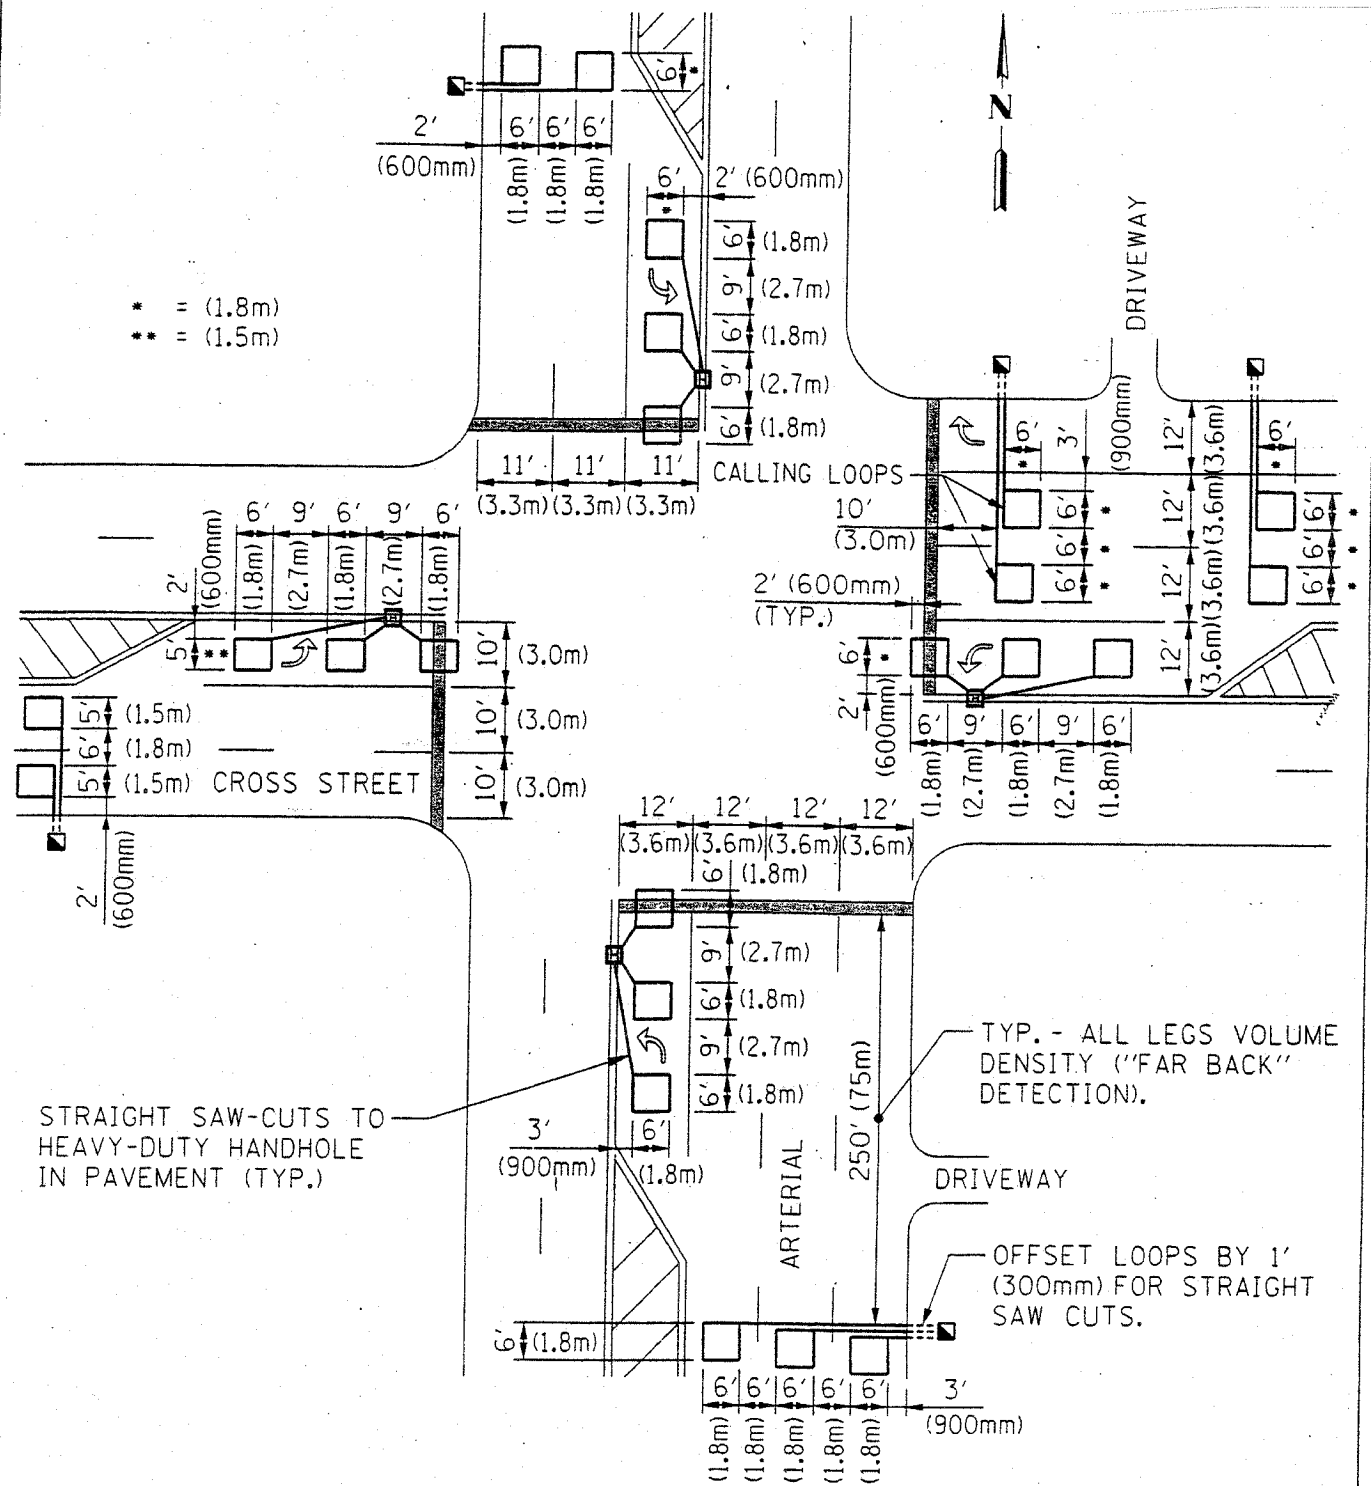 6' *
N
2' 6' 6' 6'
(600mm) (1.8m) (1.8m) (1.8m)
6' 2' (600mm)
*
6' (1.8m)
9' (2.7m)
6' (1.8m)
9' (2.7m)
6' (1.8m)
* = (1.8m)
** = (1.5m)
DRIVEWAY
11' 11' 11'
(3.3m) (3.3m) (3.3m)
CALLING LOOPS
6' *
3' (900mm)
12' (3.6m)
12' (3.6m)
12' (3.6m)
12' (3.6m)
6' *
6' *
6' *
6' *
6' *
6' *
6' *
10'
(3.0m)
2' (600mm)
(TYP.)
6' 9' 6' 9' 6'
(1.8m) (2.7m) (1.8m) (2.7m) (1.8m)
2' (600mm)
5' **
10' (3.0m)
10' (3.0m)
10' (3.0m)
5' (1.5m)
6' (1.8m)
5' (1.5m)
CROSS STREET
2' (600mm)
6' *
2' (600mm)
6' 9' 6' 9' 6'
(1.8m) (2.7m) (1.8m) (2.7m) (1.8m)
12' 12' 12' 12'
(3.6m) (3.6m) (3.6m) (3.6m)
6' (1.8m)
9' (2.7m)
6' (1.8m)
9' (2.7m)
6' (1.8m)
250' (75m)
TYP. - ALL LEGS VOLUME
DENSITY ("FAR BACK"
DETECTION).
STRAIGHT SAW-CUTS TO
HEAVY-DUTY HANDHOLE
IN PAVEMENT (TYP.)
3' 6'
(900mm) (1.8m)
ARTERIAL
DRIVEWAY
OFFSET LOOPS BY 1'
(300mm) FOR STRAIGHT
SAW CUTS.
6' (1.8m)
6' 6' 6' 6' 6' 3'
(1.8m) (1.8m) (1.8m) (1.8m) (1.8m) (900mm)